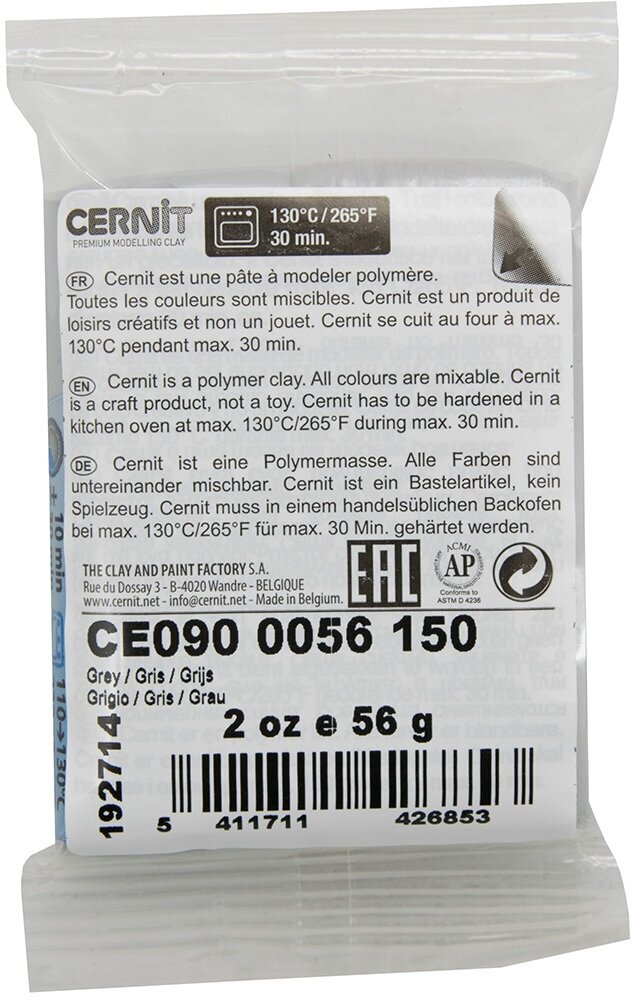 CERNIT
PREMIUM MODELLING CLAY
130°C / 265°F
30 min.
FR Cernit est une pâte à modeler polymère.
Toutes les couleurs sont miscibles. Cernit est un produit de
loisirs créatifs et non un jouet. Cernit se cuit au four à max.
130°C pendant max. 30 min.
EN Cernit is a polymer clay. All colours are mixable. Cernit
is a craft product, not a toy. Cernit has to be hardened in a
kitchen oven at max. 130°C/265°F during max. 30 min.
DE Cernit ist eine Polymermasse. Alle Farben sind
untereinander mischbar. Cernit ist ein Bastelartikel, kein
Spielzeug. Cernit muss in einem handelsüblichen Backofen
bei max. 130°C/265°F für max. 30 Min. gehärtet werden.
THE CLAY AND PAINT FACTORY S.A.
Rue du Dossay 3 - B-4020 Wandre - BELGIQUE
www.cernit.net - info@cernit.net - Made in Belgium.
EAC
ACMI
AP
Conforms to
ASTM D 4236
CE090 0056 150
Grey / Gris / Grijs
Grigio / Gris / Grau
2 oz e 56 g
192714
5 411711 426853
± 10 min
110→130°C